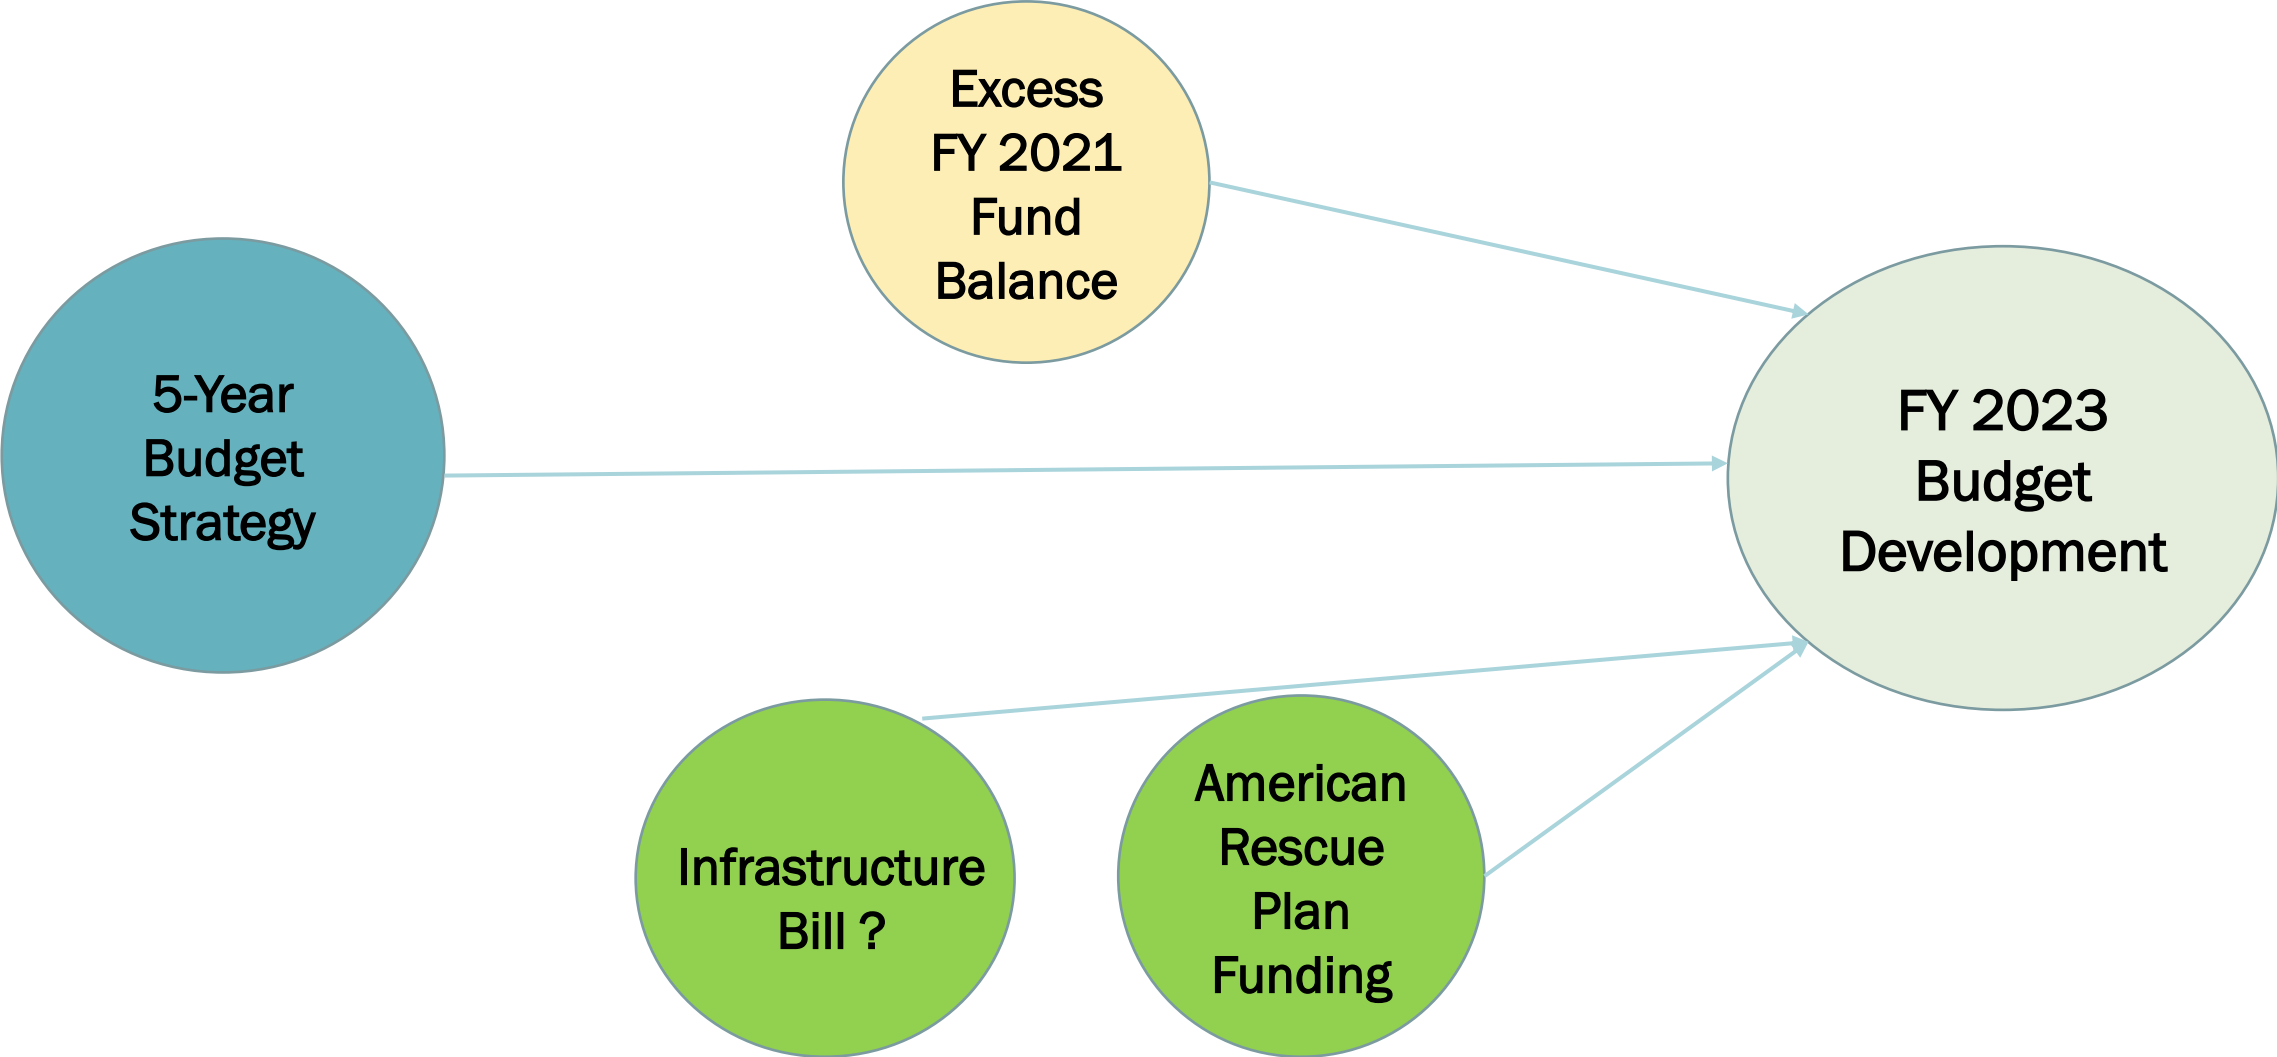 Excess
FY 2021
Fund
Balance
5-Year
Budget
Strategy
FY 2023
Budget
Development
Infrastructure
Bill ?
American
Rescue
Plan
Funding